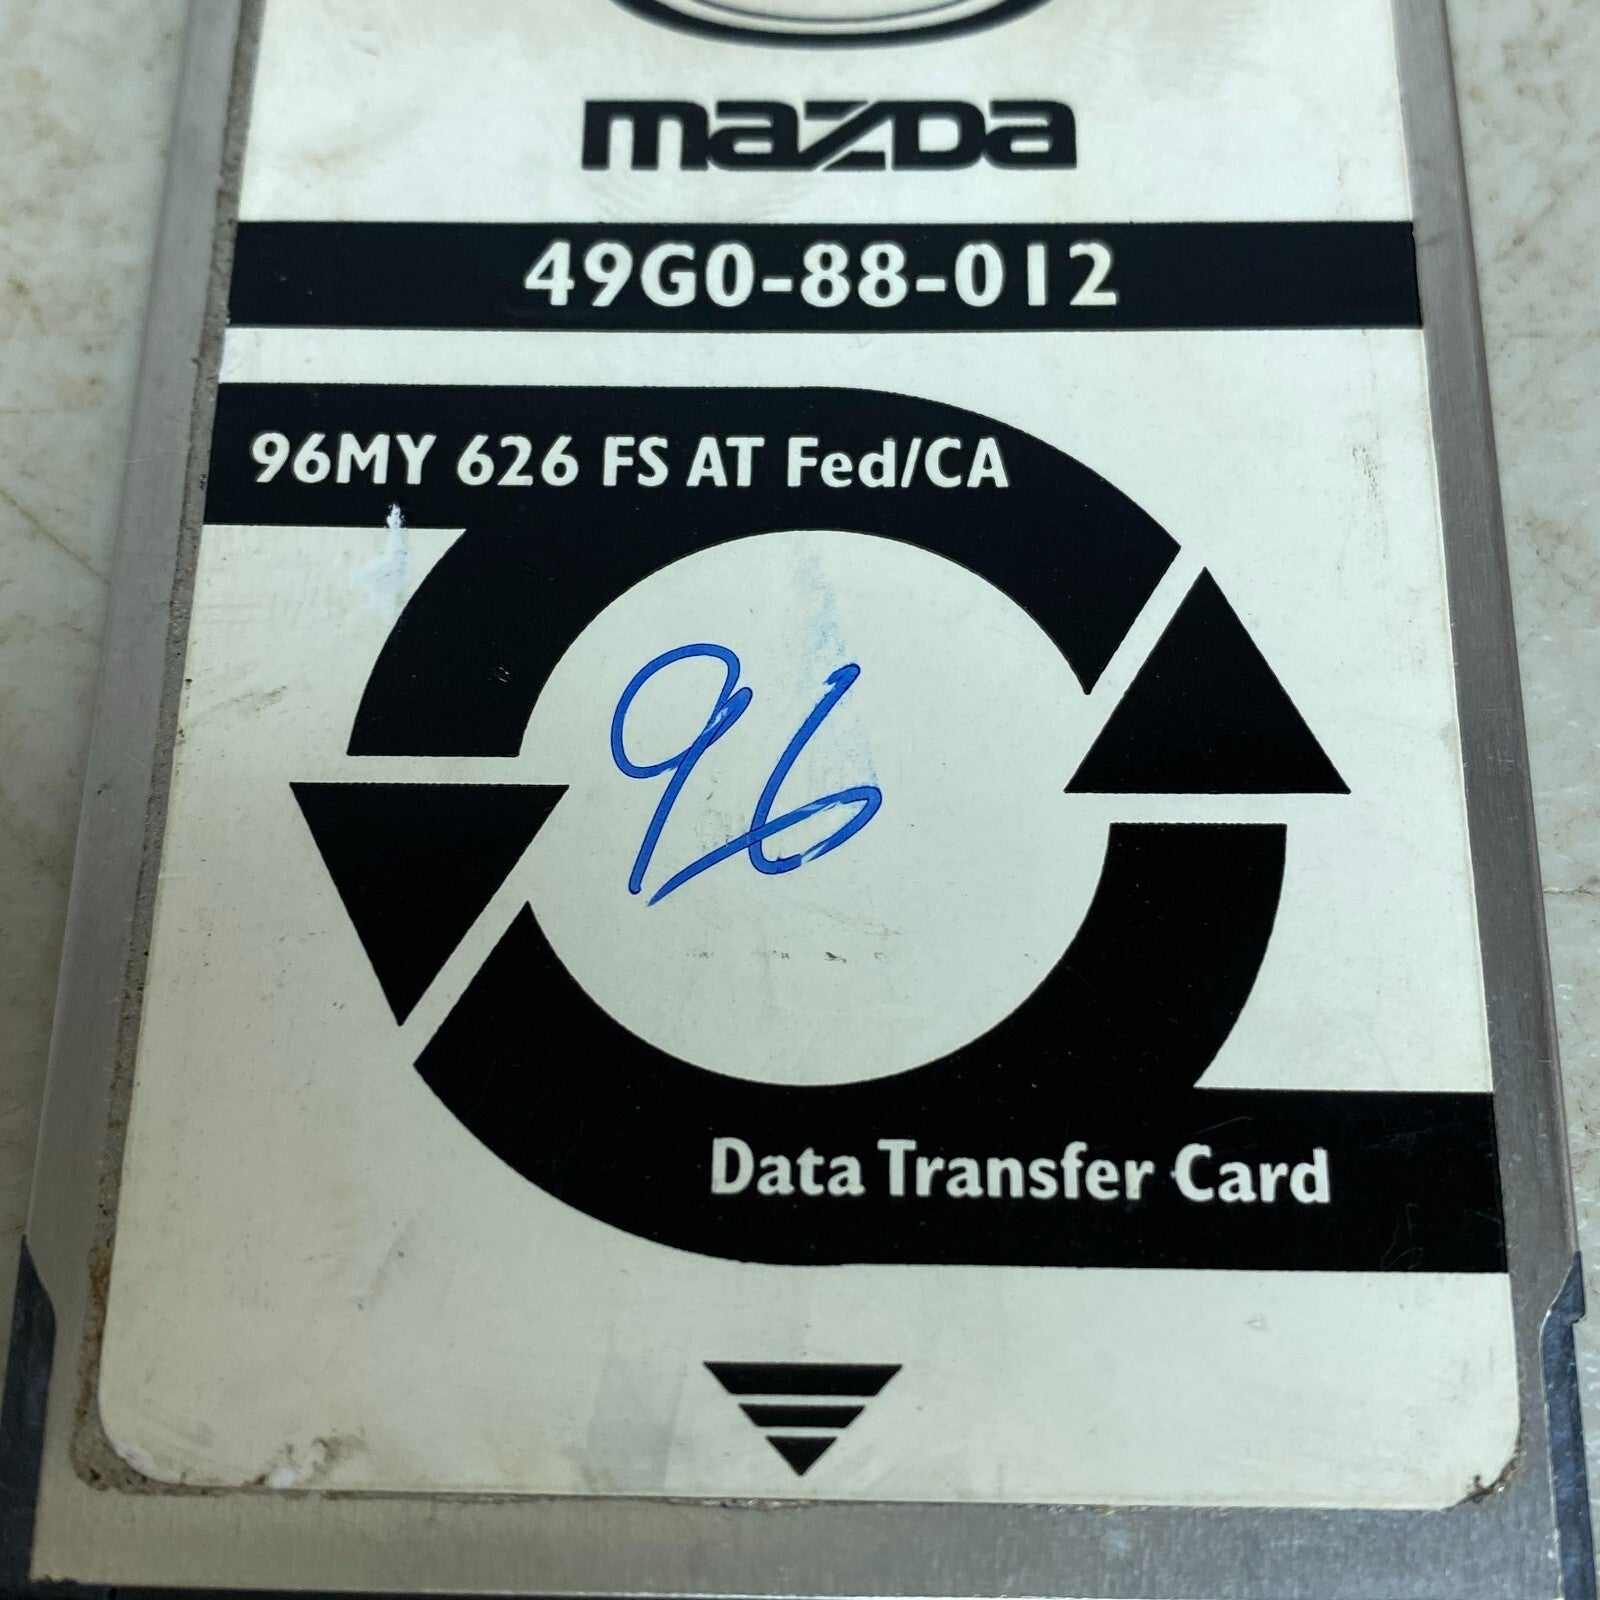 mazDa
49G0-88-012
96MY 626 FS AT Fed/CA
96
Data Transfer Card